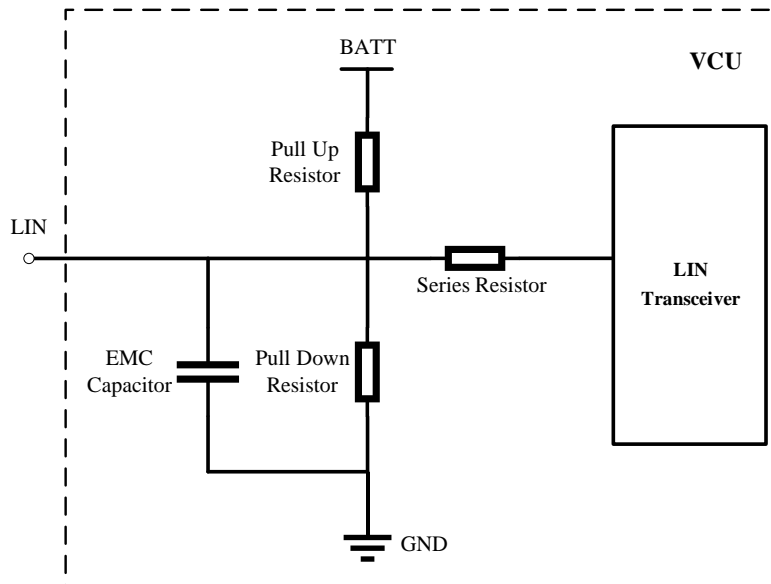 BATT
VCU
Pull Up
Resistor
LIN
Series Resistor
LIN
Transceiver
EMC
Capacitor
Pull Down
Resistor
GND